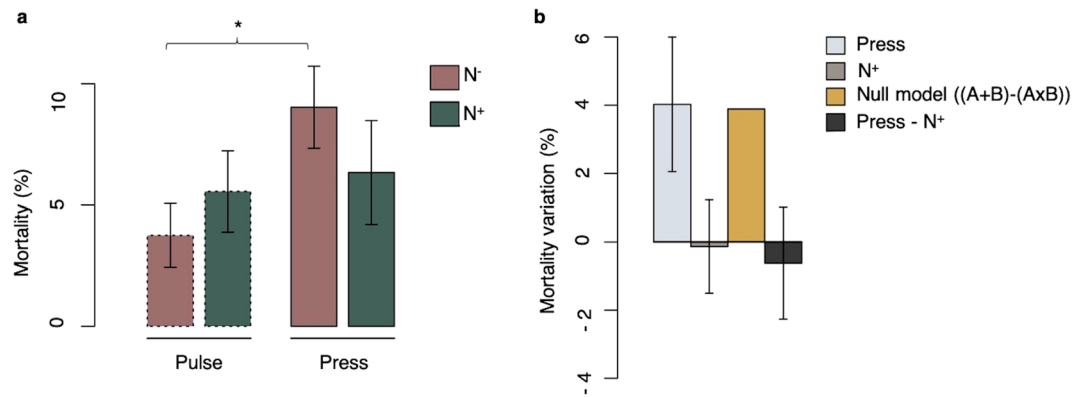 a
*
Mortality (%)
10
5
0
Pulse
Press
N-
N+
b
Mortality variation (%)
6
4
2
0
- 2
- 4
Press
N+
Null model ((A+B)-(AxB))
Press - N+